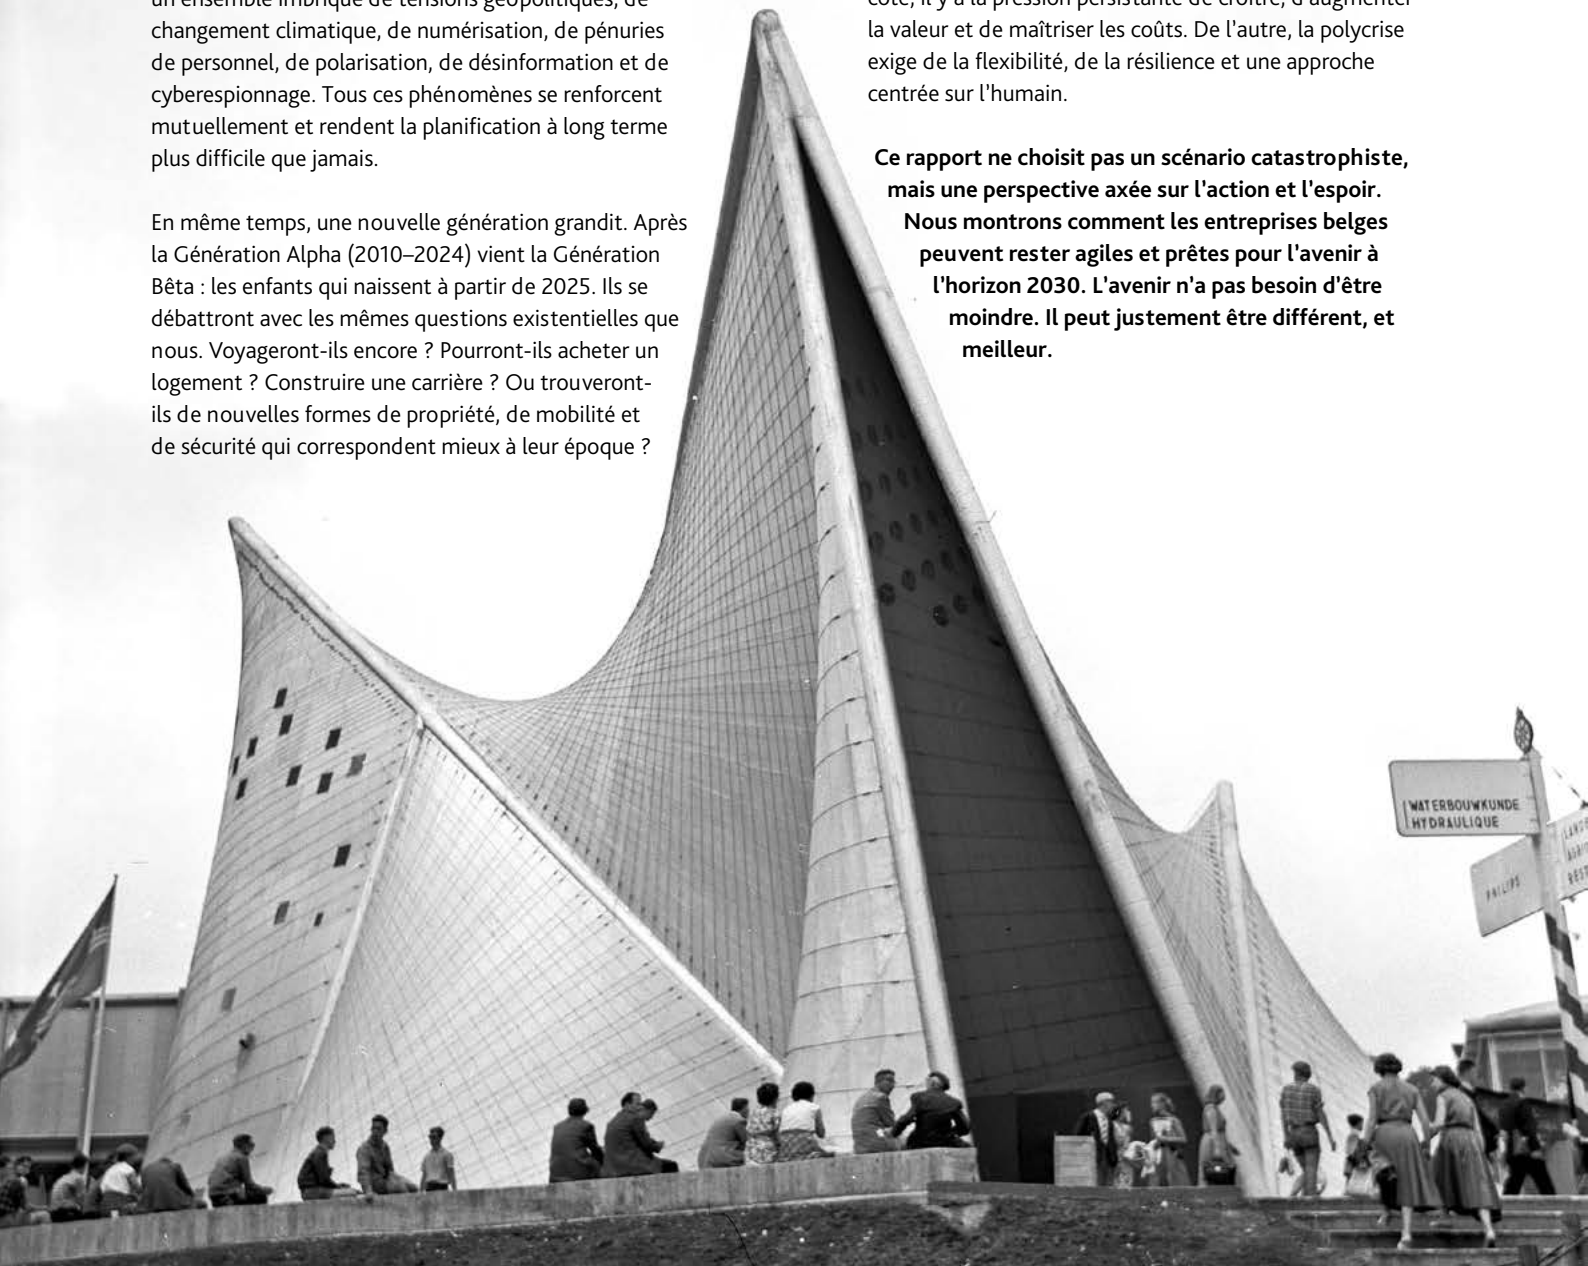 un ensemble imbriqué de tensions géopolitiques, de
changement climatique, de numérisation, de pénuries
de personnel, de polarisation, de désinformation et de
cyberespionnage. Tous ces phénomènes se renforcent
mutuellement et rendent la planification à long terme
plus difficile que jamais.
En même temps, une nouvelle génération grandit. Après
la Génération Alpha (2010–2024) vient la Génération
Bêta : les enfants qui naissent à partir de 2025. Ils se
débattront avec les mêmes questions existentielles que
nous. Voyageront-ils encore ? Pourront-ils acheter un
logement ? Construire une carrière ? Ou trouveront-
ils de nouvelles formes de propriété, de mobilité et
de sécurité qui correspondent mieux à leur époque ?
côté, il y a la pression persistante de croître, d’augmenter
la valeur et de maîtriser les coûts. De l’autre, la polycrise
exige de la flexibilité, de la résilience et une approche
centrée sur l’humain.
Ce rapport ne choisit pas un scénario catastrophiste,
mais une perspective axée sur l’action et l’espoir.
Nous montrons comment les entreprises belges
peuvent rester agiles et prêtes pour l’avenir à
l’horizon 2030. L’avenir n’a pas besoin d’être
moindre. Il peut justement être différent, et
meilleur.
WATERBOUWKUNDE
HYDRAULIQUE
PHILIPS